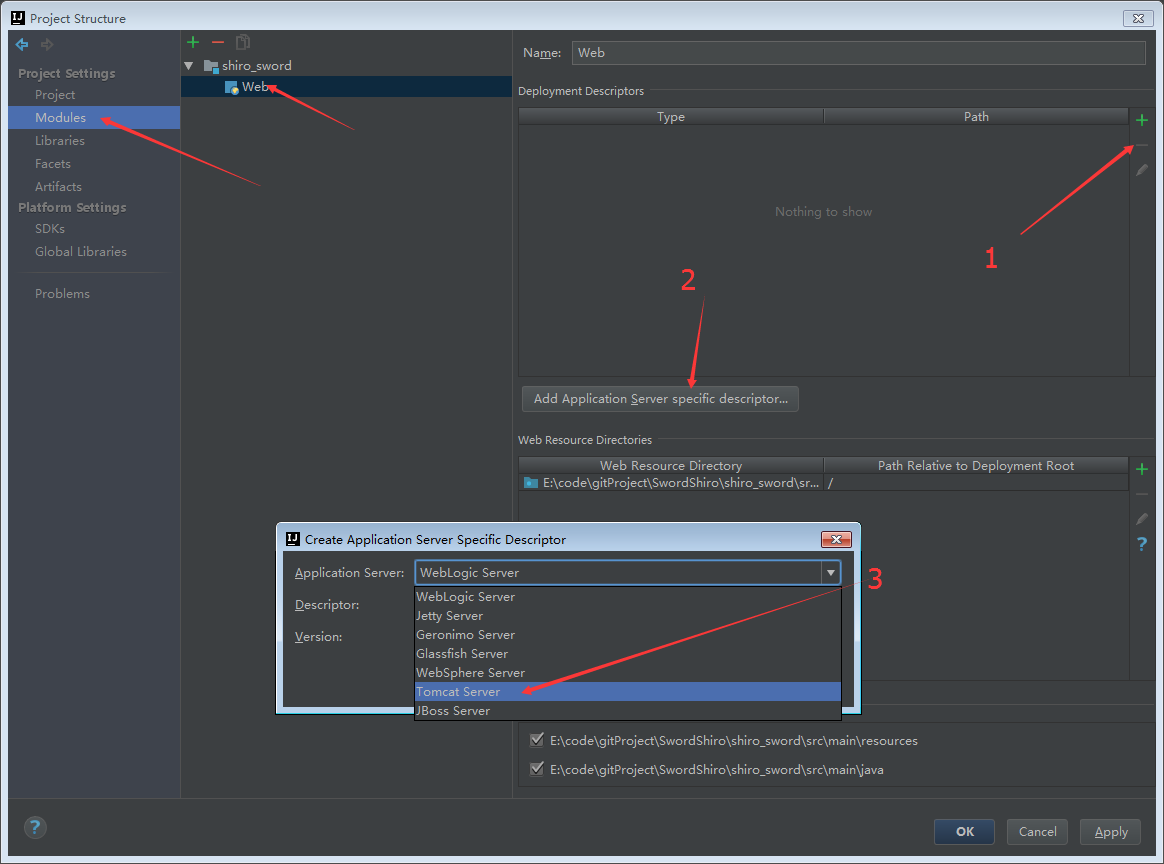 Project Structure
Project Settings
Project
Modules
Libraries
Facets
Artifacts
Platform Settings
SDKs
Global Libraries
Problems
shiro_sword
Web
Name: Web
Deployment Descriptors
Type Path
Nothing to show
1
2
Add Application Server specific descriptor...
Web Resource Directories
Web Resource Directory Path Relative to Deployment Root
E:\code\gitProject\SwordShiro\shiro_sword\sr... /
Create Application Server Specific Descriptor
Application Server: WebLogic Server
3
Descriptor:
Version:
WebLogic Server
Jetty Server
Geronimo Server
Glassfish Server
WebSphere Server
Tomcat Server
JBoss Server
E:\code\gitProject\SwordShiro\shiro_sword\src\main\resources
E:\code\gitProject\SwordShiro\shiro_sword\src\main\java
?
?
OK Cancel Apply